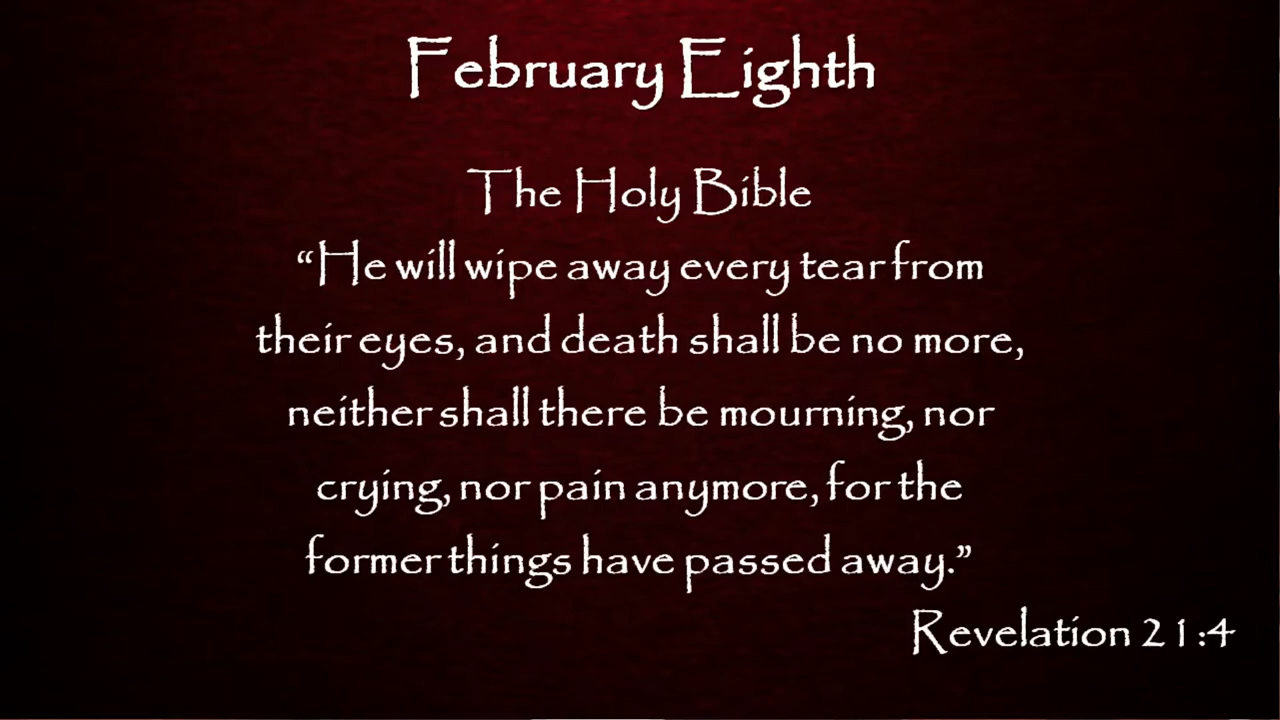 February Eighth
The Holy Bible
“He will wipe away every tear from
their eyes, and death shall be no more,
neither shall there be mourning, nor
crying, nor pain anymore, for the
former things have passed away.”
Revelation 21:4